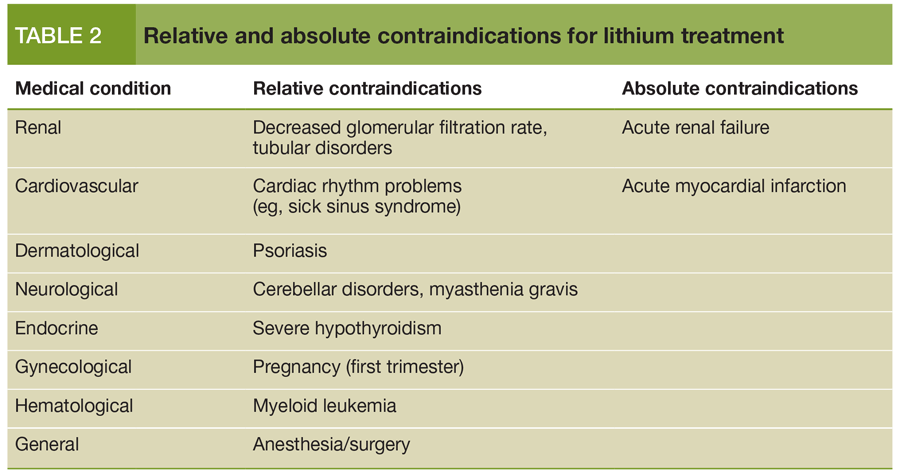 TABLE 2 Relative and absolute contraindications for lithium treatment
Medical condition Relative contraindications Absolute contraindications
Renal Decreased glomerular filtration rate, Acute renal failure
tubular disorders
Cardiovascular Cardiac rhythm problems Acute myocardial infarction
(eg, sick sinus syndrome)
Dermatological Psoriasis
Neurological Cerebellar disorders, myasthenia gravis
Endocrine Severe hypothyroidism
Gynecological Pregnancy (first trimester)
Hematological Myeloid leukemia
General Anesthesia/surgery